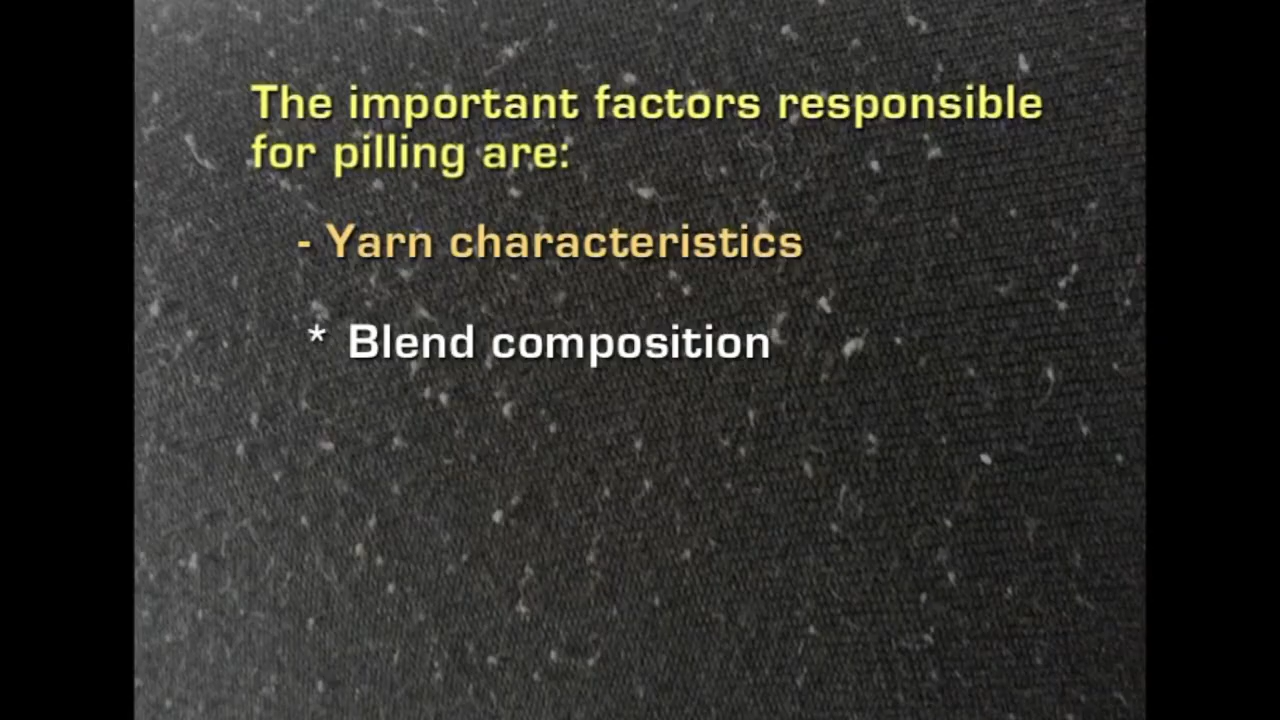 The important factors responsible
for pilling are:
- Yarn characteristics
* Blend composition